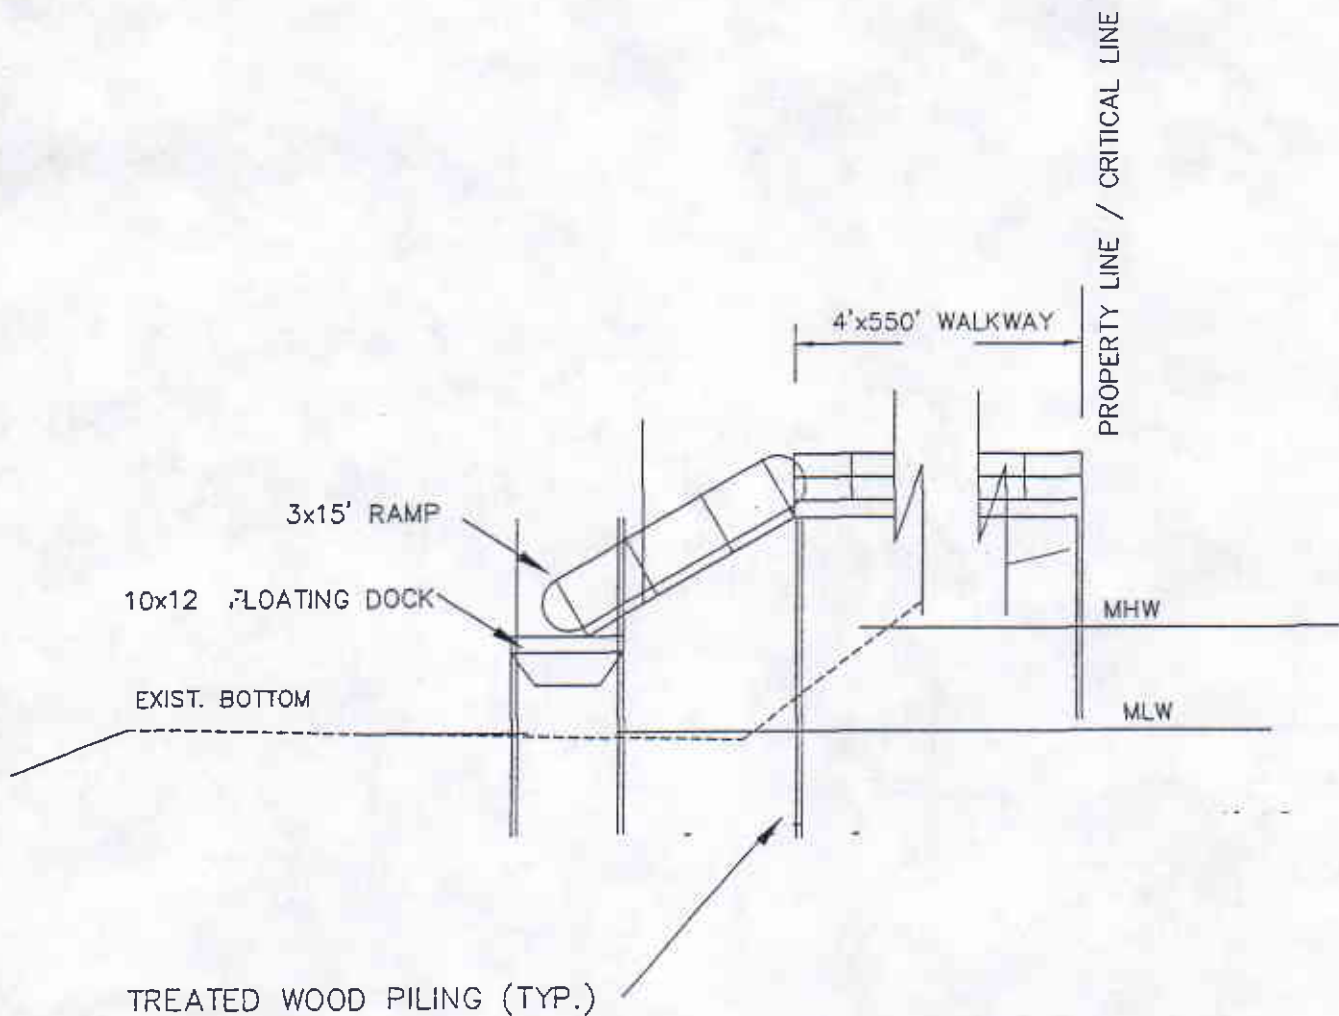 PROPERTY LINE / CRITICAL LINE
4'x550' WALKWAY
3x15' RAMP
10x12 FLOATING DOCK
MHW
EXIST. BOTTOM
MLW
TREATED WOOD PILING (TYP.)